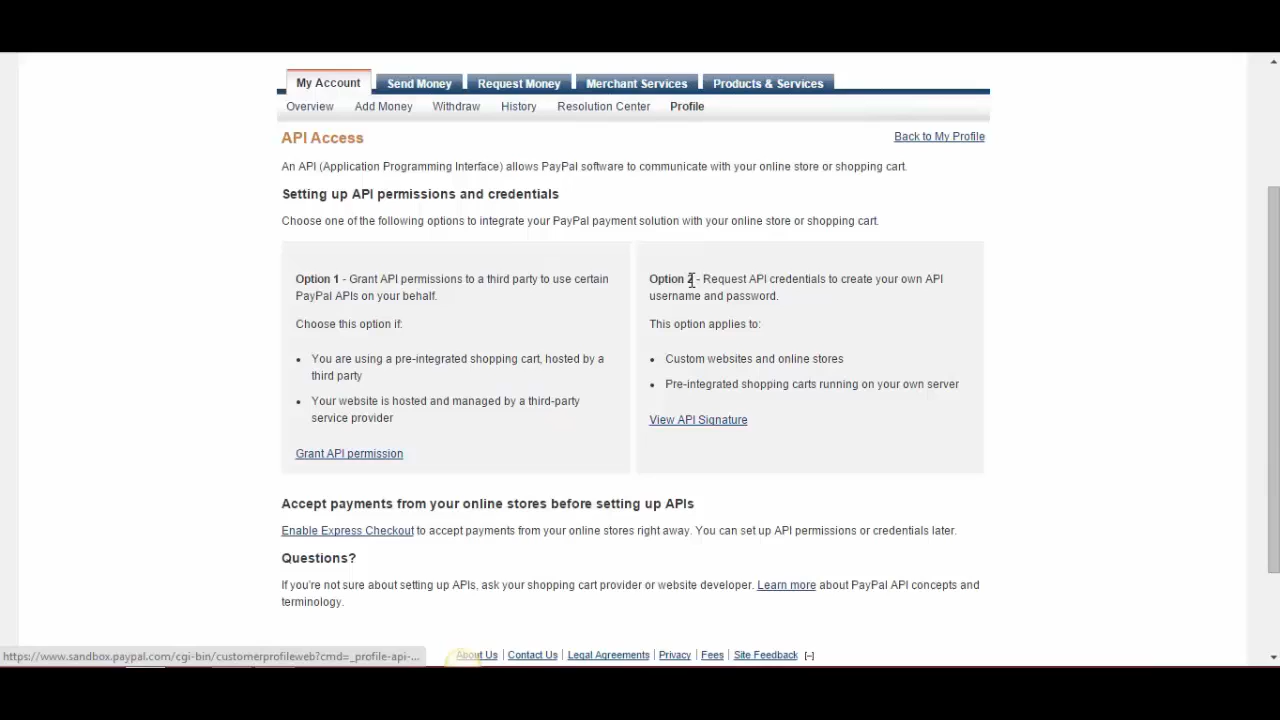 My Account Send Money Request Money Merchant Services Products & Services
Overview Add Money Withdraw History Resolution Center Profile
API Access
Back to My Profile
An API (Application Programming Interface) allows PayPal software to communicate with your online store or shopping cart.
Setting up API permissions and credentials
Choose one of the following options to integrate your PayPal payment solution with your online store or shopping cart.
Option 1 - Grant API permissions to a third party to use certain
PayPal APIs on your behalf.
Choose this option if:
• You are using a pre-integrated shopping cart, hosted by a
third party
• Your website is hosted and managed by a third-party
service provider
Grant API permission
Option 2 - Request API credentials to create your own API
username and password.
This option applies to:
• Custom websites and online stores
• Pre-integrated shopping carts running on your own server
View API Signature
Accept payments from your online stores before setting up APIs
Enable Express Checkout to accept payments from your online stores right away. You can set up API permissions or credentials later.
Questions?
If you're not sure about setting up APIs, ask your shopping cart provider or website developer. Learn more about PayPal API concepts and
terminology.
About Us Contact Us Legal Agreements Privacy Fees Site Feedback [–]
https://www.sandbox.paypal.com/cgi-bin/customerprofileweb?cmd=_profile-api-...